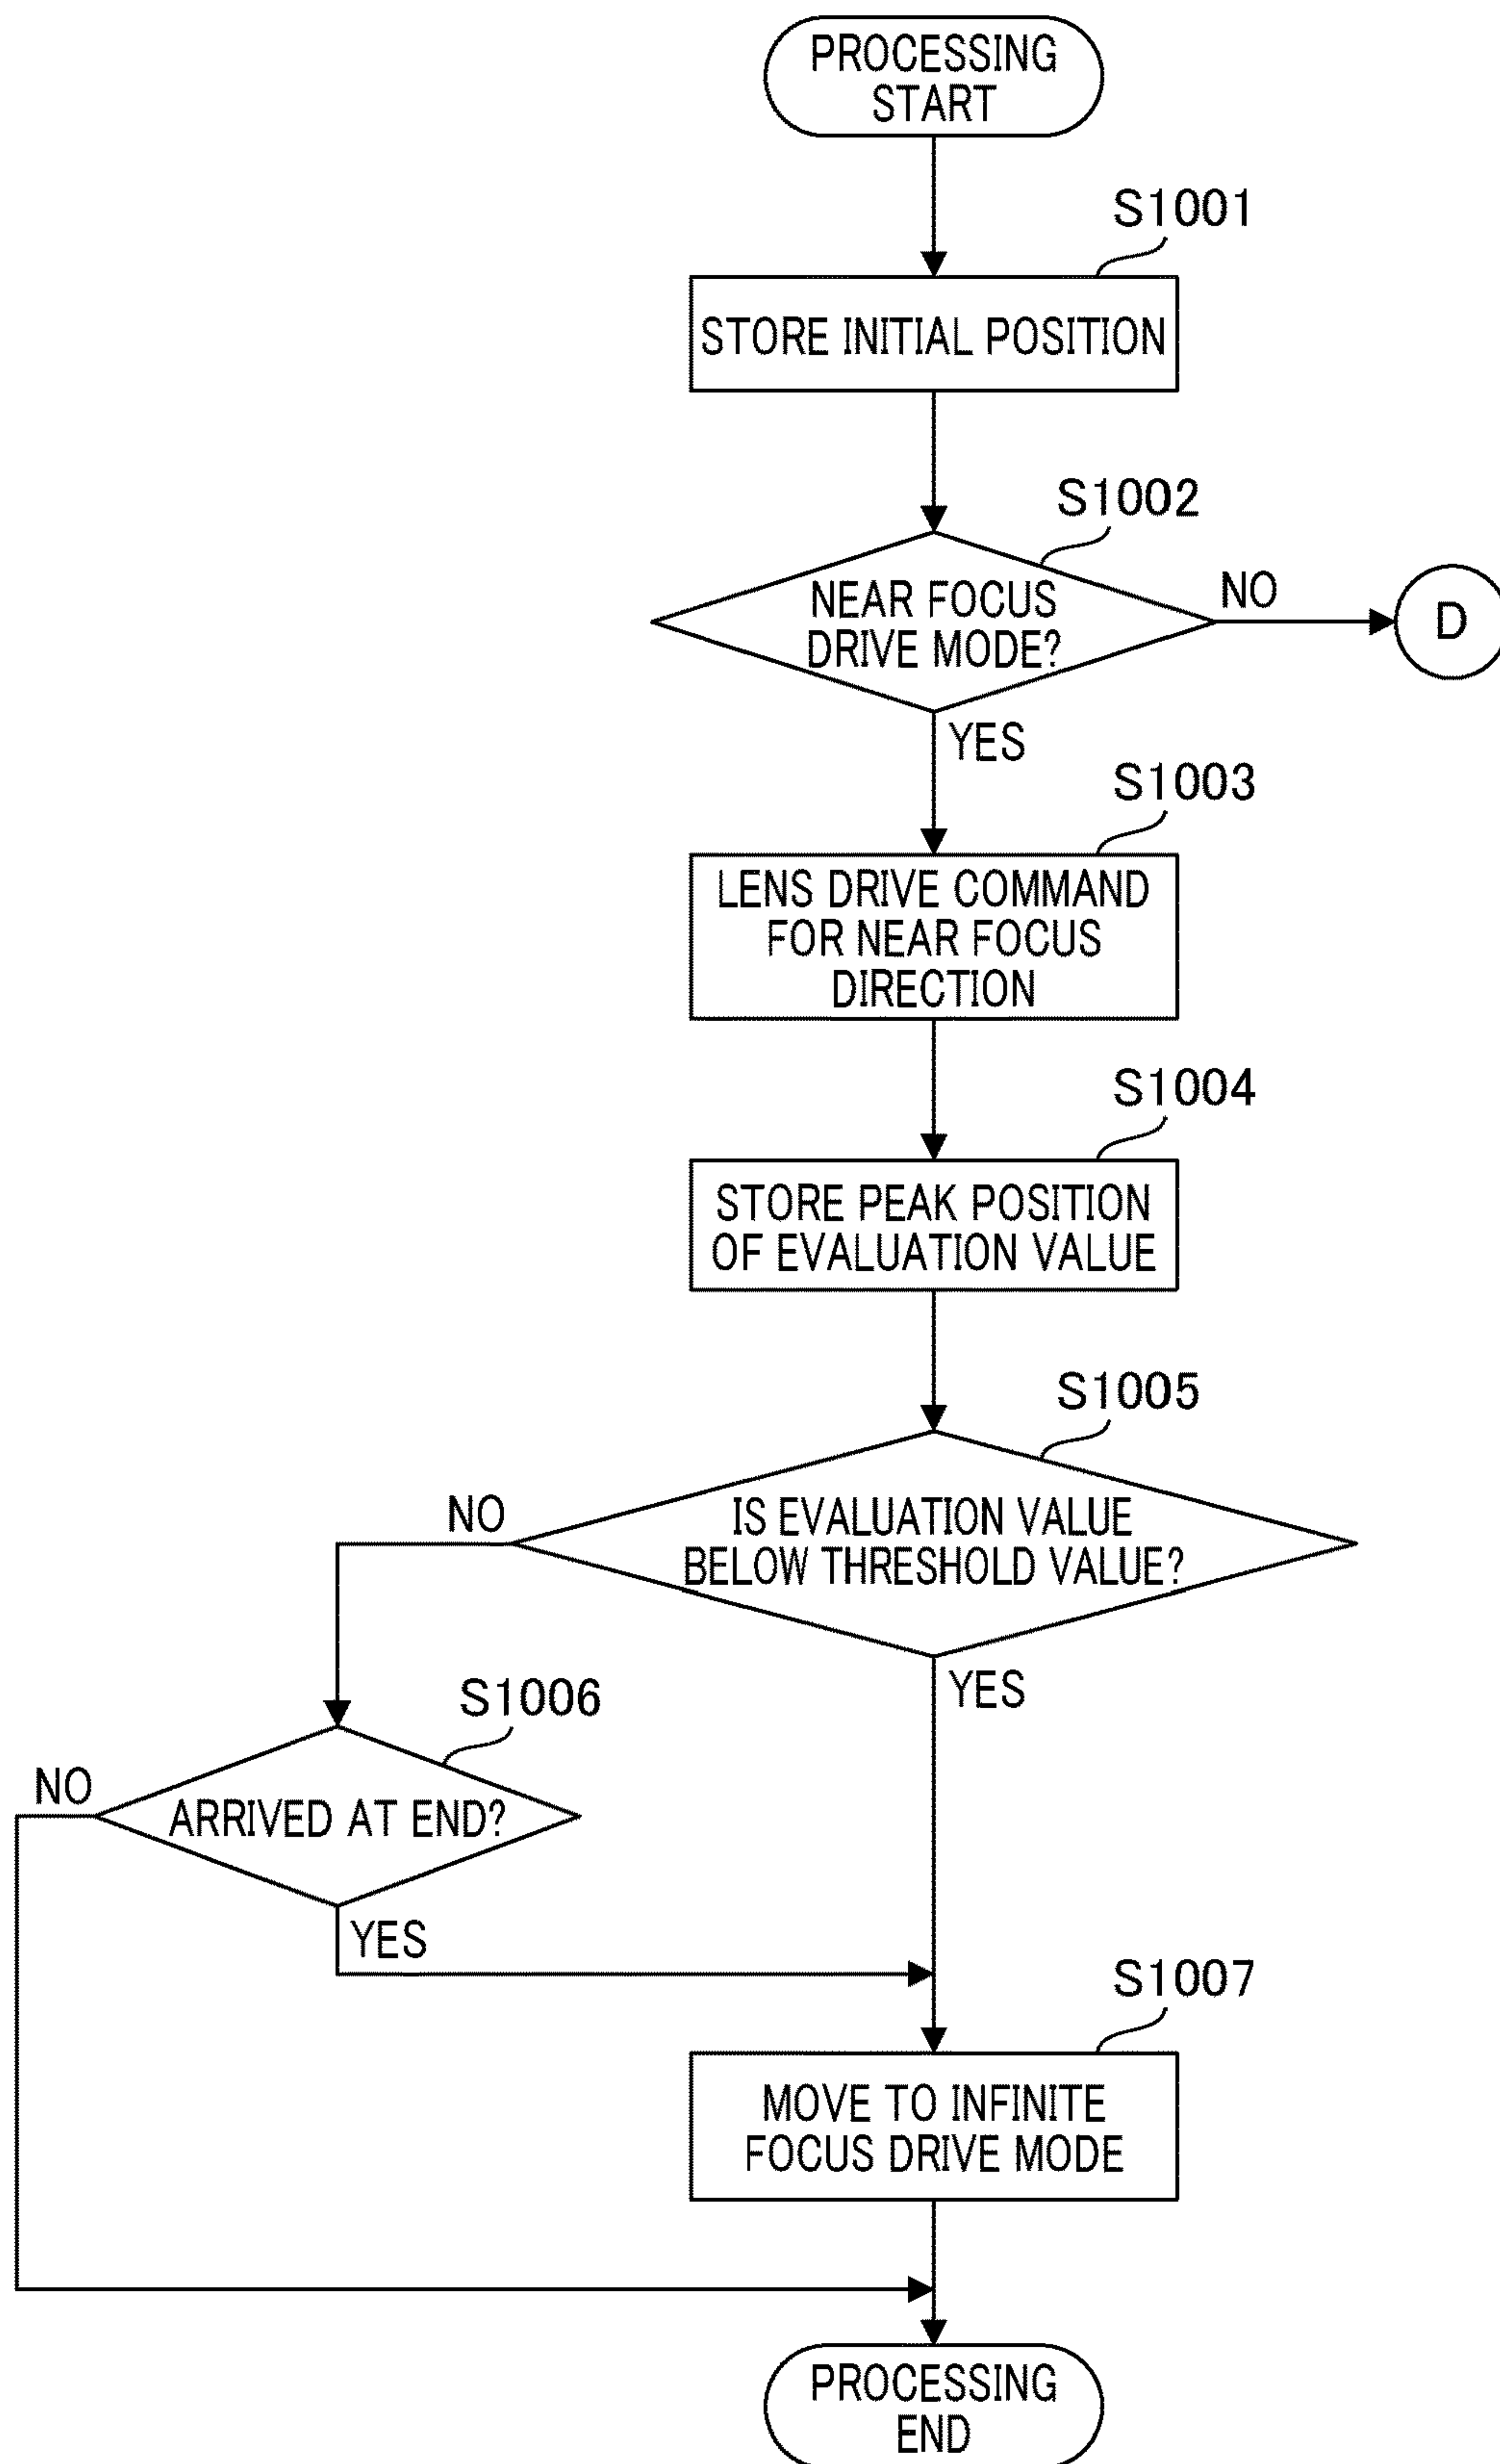 PROCESSING
START
S1001
STORE INITIAL POSITION
S1002
NEAR FOCUS
DRIVE MODE?
NO
D
YES
S1003
LENS DRIVE COMMAND
FOR NEAR FOCUS
DIRECTION
S1004
STORE PEAK POSITION
OF EVALUATION VALUE
S1005
IS EVALUATION VALUE
BELOW THRESHOLD VALUE?
NO
YES
S1006
ARRIVED AT END?
NO
YES
S1007
MOVE TO INFINITE
FOCUS DRIVE MODE
PROCESSING
END